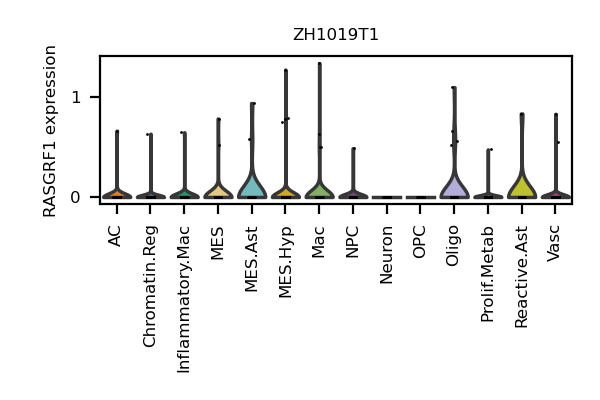 ZH1019T1
RASGRF1 expression
1
0
AC
Chromatin.Reg
Inflammatory.Mac
MES
MES.Ast
MES.Hyp
Mac
NPC
Neuron
OPC
Oligo
Prolif.Metab
Reactive.Ast
Vasc